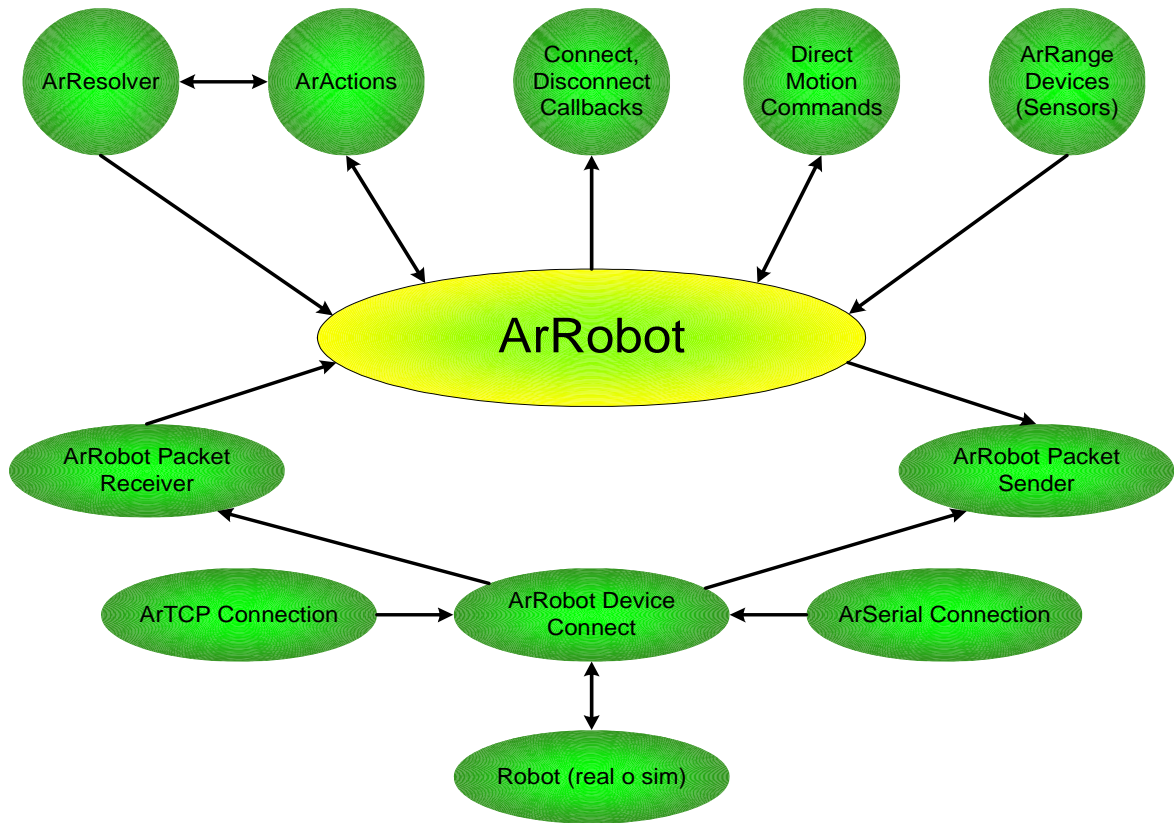 ArResolver
ArActions
Connect,
Disconnect
Callbacks
Direct
Motion
Commands
ArRange
Devices
(Sensors)
ArRobot
ArRobot Packet
Receiver
ArRobot Packet
Sender
ArTCP Connection
ArRobot Device
Connect
ArSerial Connection
Robot (real o sim)